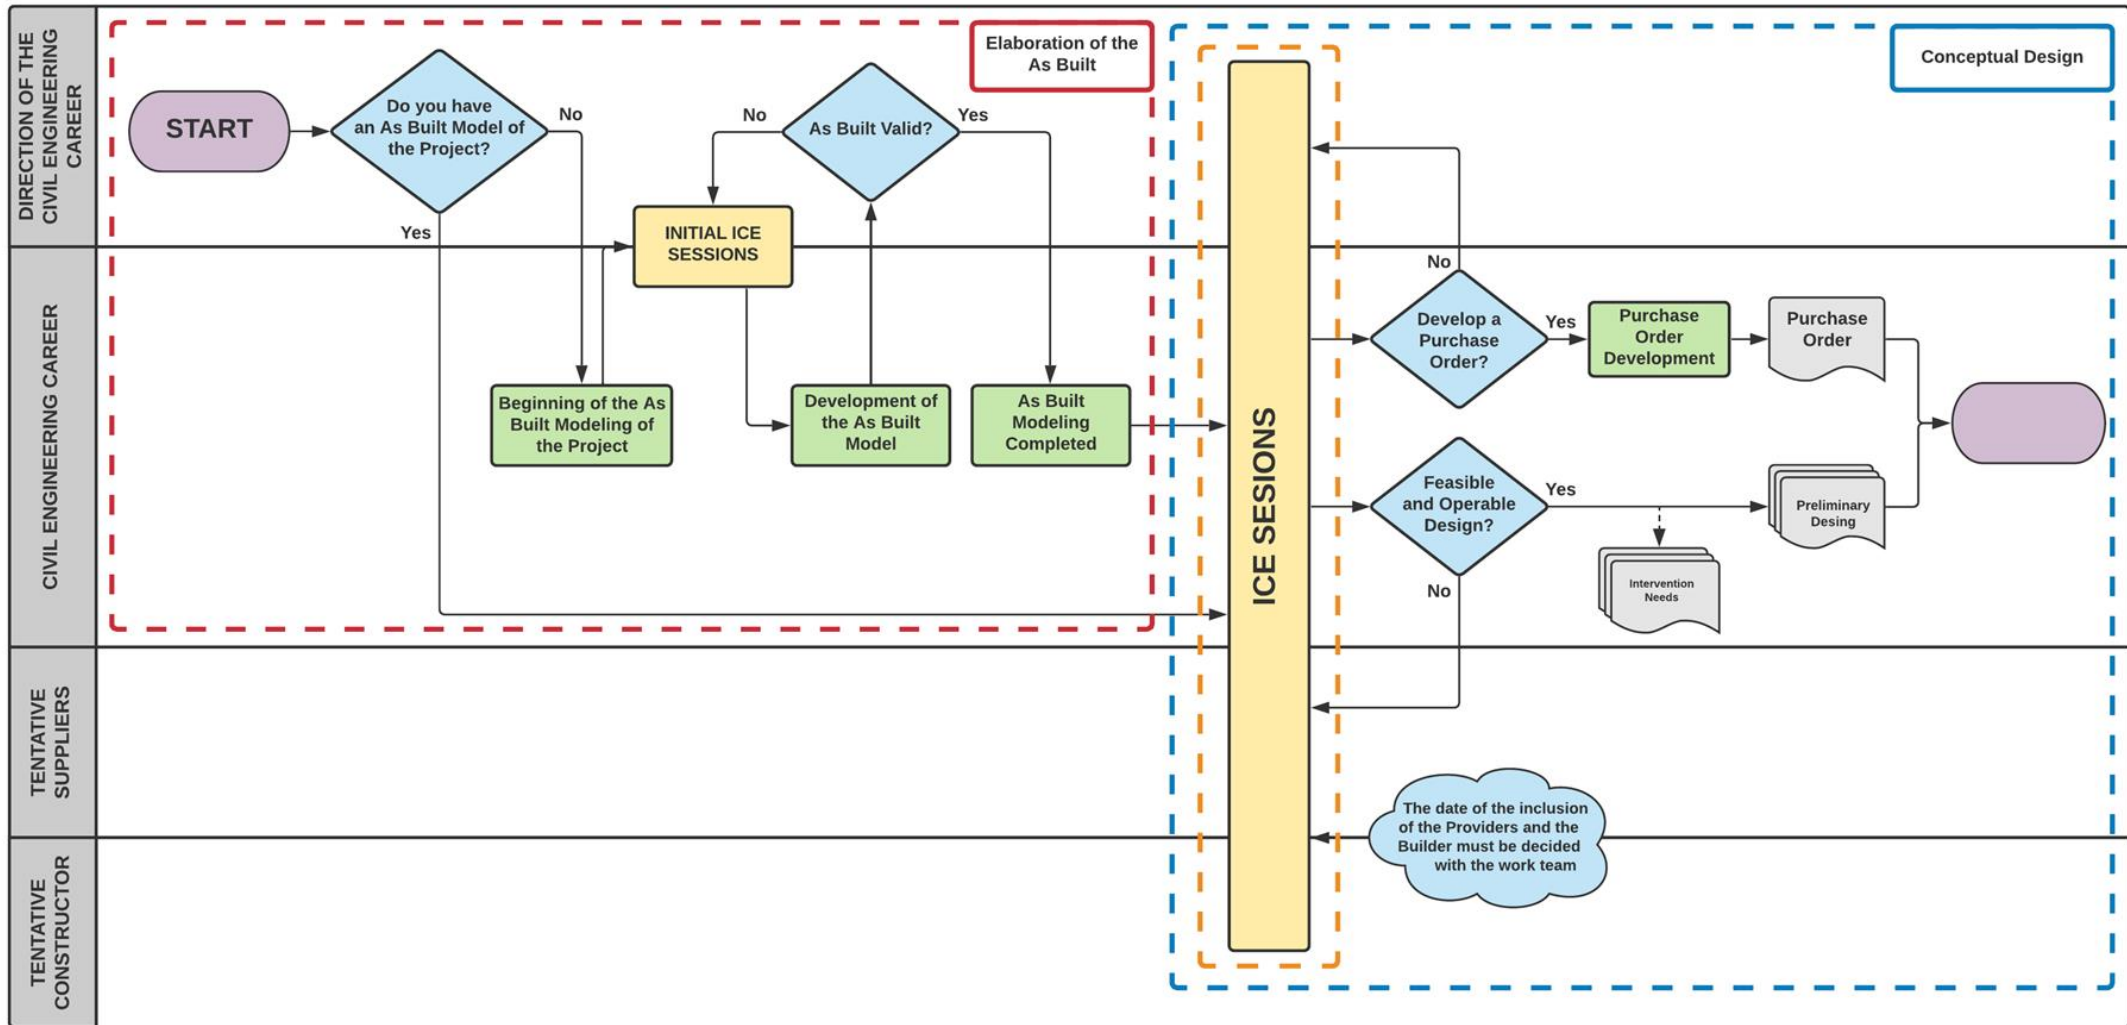 DIRECTION OF THE
CIVIL ENGINEERING
CAREER
CIVIL ENGINEERING CAREER
TENTATIVE
SUPPLIERS
TENTATIVE
CONSTRUCTOR
Elaboration of the
As Built
START
Do you have
an As Built Model of
the Project?
No
Yes
No
As Built Valid?
Yes
INITIAL ICE
SESSIONS
Beginning of the As
Built Modeling of
the Project
Development of
the As Built
Model
As Built
Modeling
Completed
Conceptual Design
ICE SESIONS
No
Develop a
Purchase
Order?
Yes
Purchase
Order
Development
Purchase
Order
Feasible
and Operable
Design?
Yes
No
Preliminary
Desing
Intervention
Needs
The date of the inclusion
of the Providers and the
Builder must be decided
with the work team